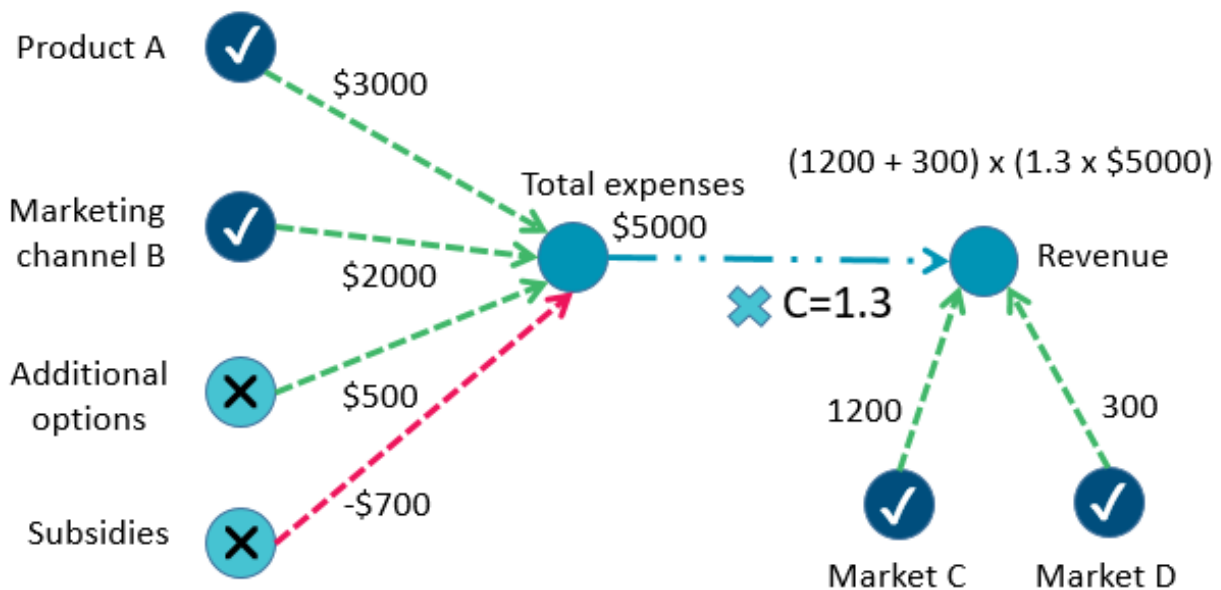 Product A
$3000
(1200 + 300) x (1.3 x $5000)
Marketing
channel B
Total expenses
$5000
$2000
Revenue
C=1.3
Additional
options
$500
1200
300
Subsidies
-$700
Market C
Market D